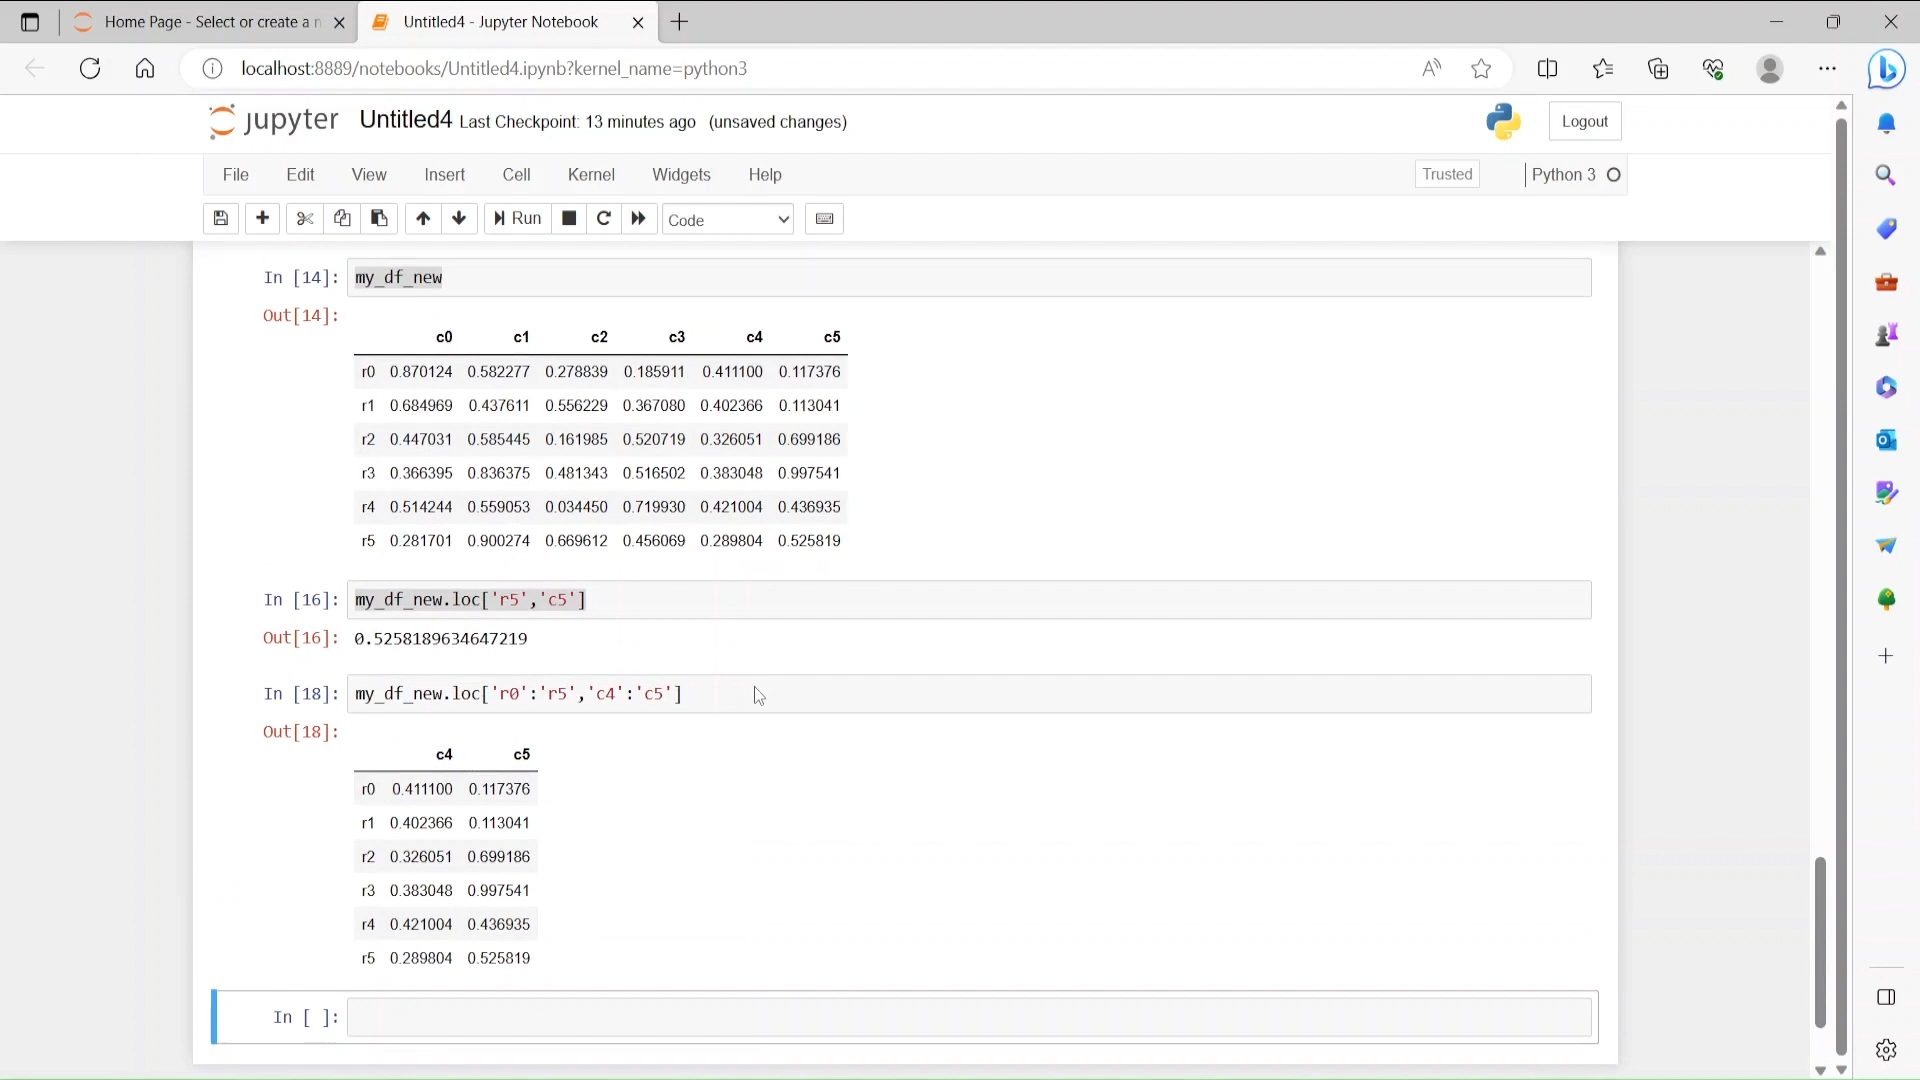 Home Page - Select or create a n
Untitled4 - Jupyter Notebook
localhost:8889/notebooks/Untitled4.ipynb?kernel_name=python3
jupyter Untitled4 Last Checkpoint: 13 minutes ago (unsaved changes)
Logout
File Edit View Insert Cell Kernel Widgets Help
Trusted
Python 3
Run
Code
In [14]: my_df_new
Out[14]:
c0 c1 c2 c3 c4 c5
r0 0.870124 0.582277 0.278839 0.185911 0.411100 0.117376
r1 0.684969 0.437611 0.556229 0.367080 0.402366 0.113041
r2 0.447031 0.585445 0.161985 0.520719 0.326051 0.699186
r3 0.366395 0.836375 0.481343 0.516502 0.383048 0.997541
r4 0.514244 0.559053 0.034450 0.719930 0.421004 0.436935
r5 0.281701 0.900274 0.669612 0.456069 0.289804 0.525819
In [16]: my_df_new.loc['r5','c5']
Out[16]: 0.5258189634647219
In [18]: my_df_new.loc['r0':'r5','c4':'c5']
Out[18]:
c4 c5
r0 0.411100 0.117376
r1 0.402366 0.113041
r2 0.326051 0.699186
r3 0.383048 0.997541
r4 0.421004 0.436935
r5 0.289804 0.525819
In [ ]: